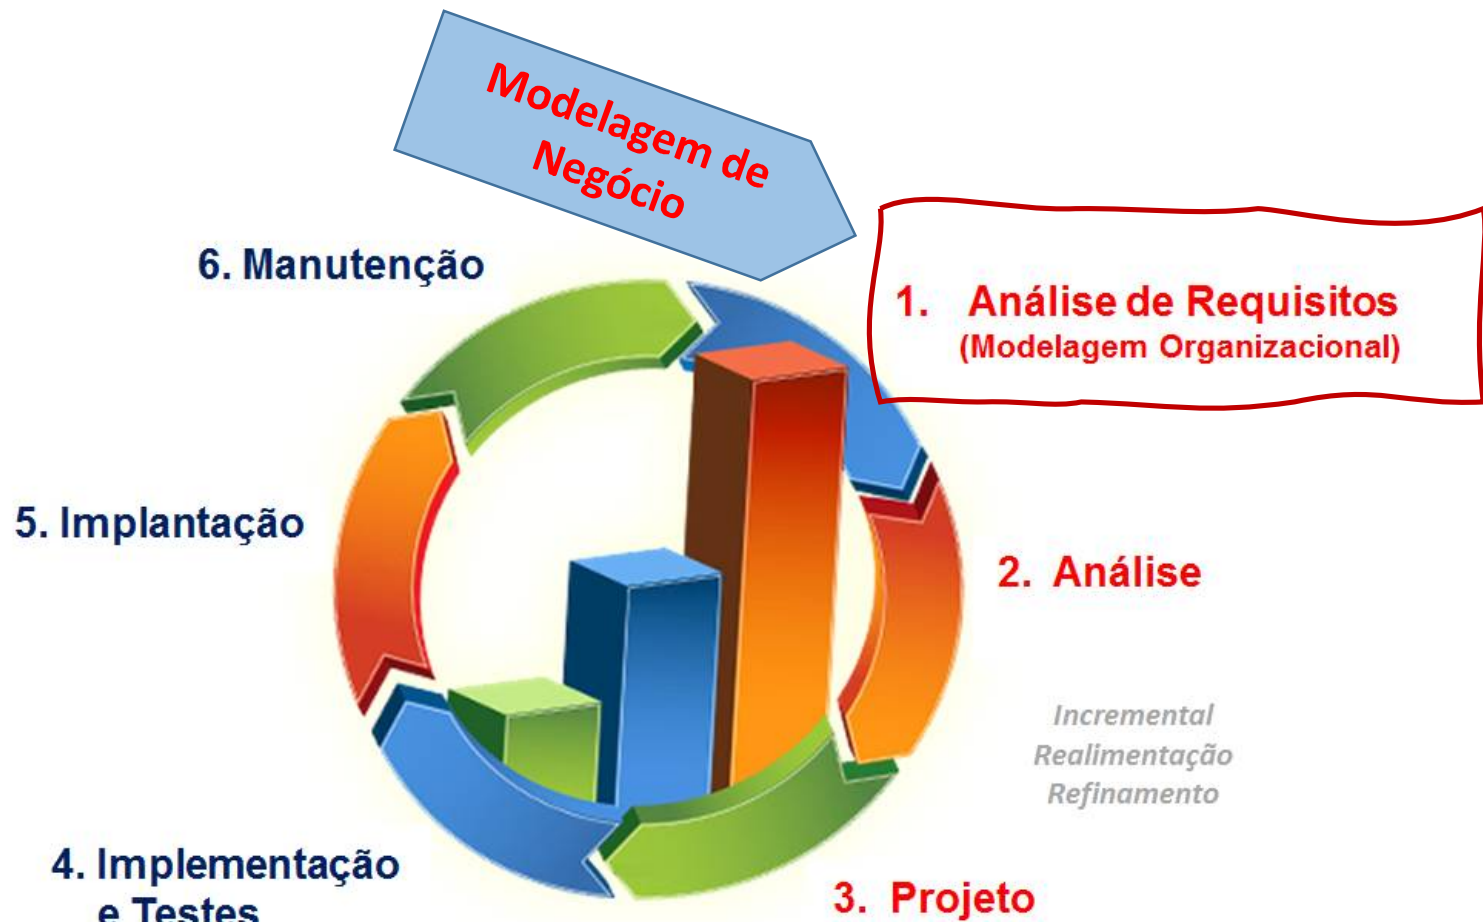 Modelagem de
Negócio
1. Análise de Requisitos
(Modelagem Organizacional)
2. Análise
Incremental
Realimentação
Refinamento
3. Projeto
4. Implementação
e Testes
5. Implantação
6. Manutenção